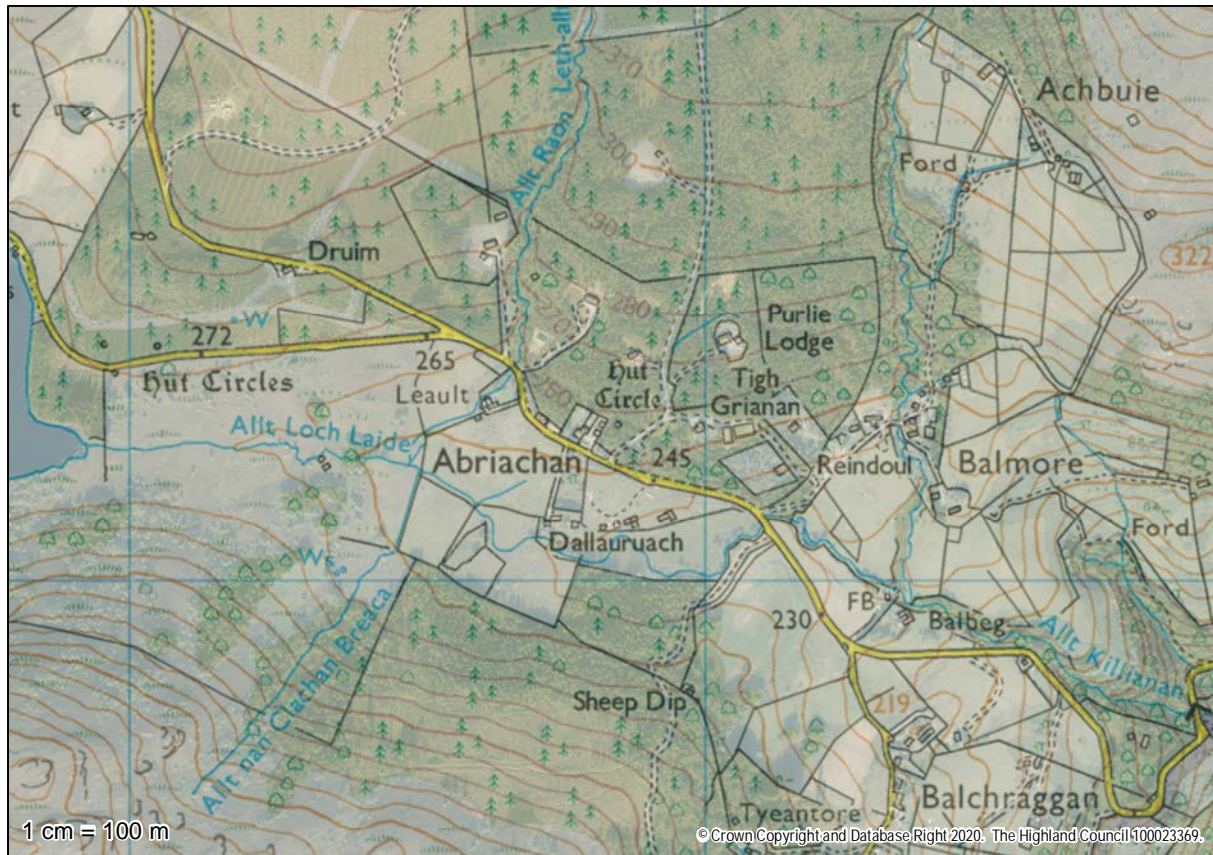 t
s
Allt Raon Leth-all
310
300
290
280
270
260
Achbuie
Ford
322
Druim
W
272
Hut Circles
265
Leault
Hut
Circle
Purlie
Lodge
Tigh
Grianan
Allt Loch Laide
Abriachan
245
Reindoul
Balmore
Ford
Dallauruach
W
FB
230
Balbeg
Allt Killianan
Allt nan Clachan Breaca
Sheep Dip
219
Balchraggan
Tyeantore
1 cm = 100 m
© Crown Copyright and Database Right 2020. The Highland Council 100023369.